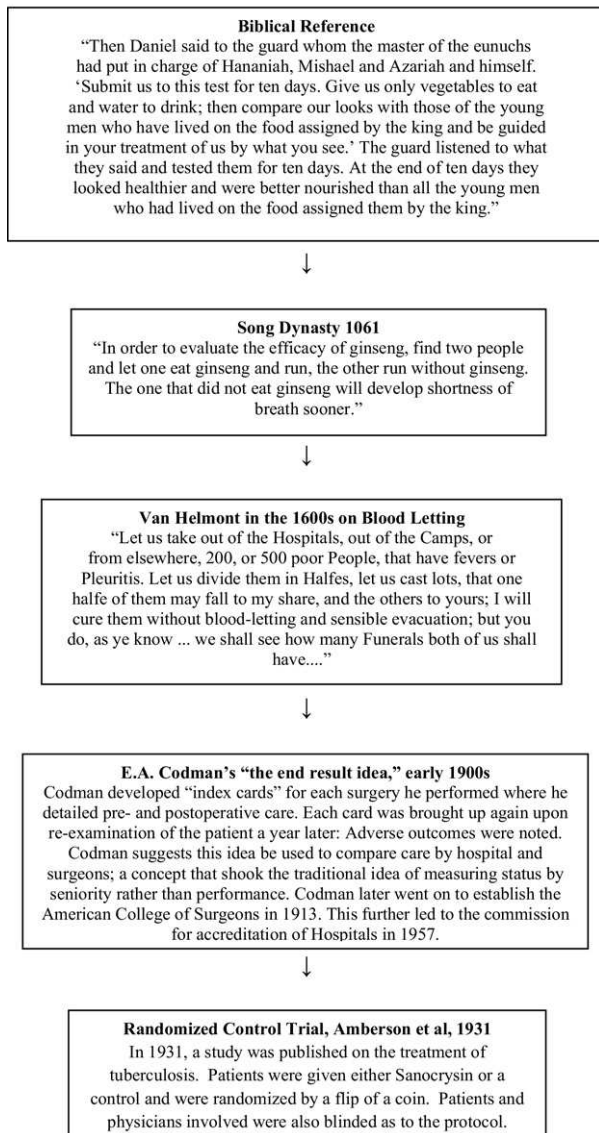 Biblical Reference
“Then Daniel said to the guard whom the master of the eunuchs
had put in charge of Hananiah, Mishael and Azariah and himself.
‘Submit us to this test for ten days. Give us only vegetables to eat
and water to drink; then compare our looks with those of the young
men who have lived on the food assigned by the king and be guided
in your treatment of us by what you see.’ The guard listened to what
they said and tested them for ten days. At the end of ten days they
looked healthier and were better nourished than all the young men
who had lived on the food assigned them by the king.”
↓
Song Dynasty 1061
“In order to evaluate the efficacy of ginseng, find two people
and let one eat ginseng and run, the other run without ginseng.
The one that did not eat ginseng will develop shortness of
breath sooner.”
↓
Van Helmont in the 1600s on Blood Letting
“Let us take out of the Hospitals, out of the Camps, or
from elsewhere, 200, or 500 poor People, that have fevers or
Pleuritis. Let us divide them in Halfes, let us cast lots, that one
halfe of them may fall to my share, and the others to yours; I will
cure them without blood-letting and sensible evacuation; but you
do, as ye know ... we shall see how many Funerals both of us shall
have....”
↓
E.A. Codman’s “the end result idea,” early 1900s
Codman developed “index cards” for each surgery he performed where he
detailed pre- and postoperative care. Each card was brought up again upon
re-examination of the patient a year later: Adverse outcomes were noted.
Codman suggests this idea be used to compare care by hospital and
surgeons; a concept that shook the traditional idea of measuring status by
seniority rather than performance. Codman later went on to establish the
American College of Surgeons in 1913. This further led to the commission
for accreditation of Hospitals in 1957.
↓
Randomized Control Trial, Amberson et al, 1931
In 1931, a study was published on the treatment of
tuberculosis. Patients were given either Sanocrysin or a
control and were randomized by a flip of a coin. Patients and
physicians involved were also blinded as to the protocol.